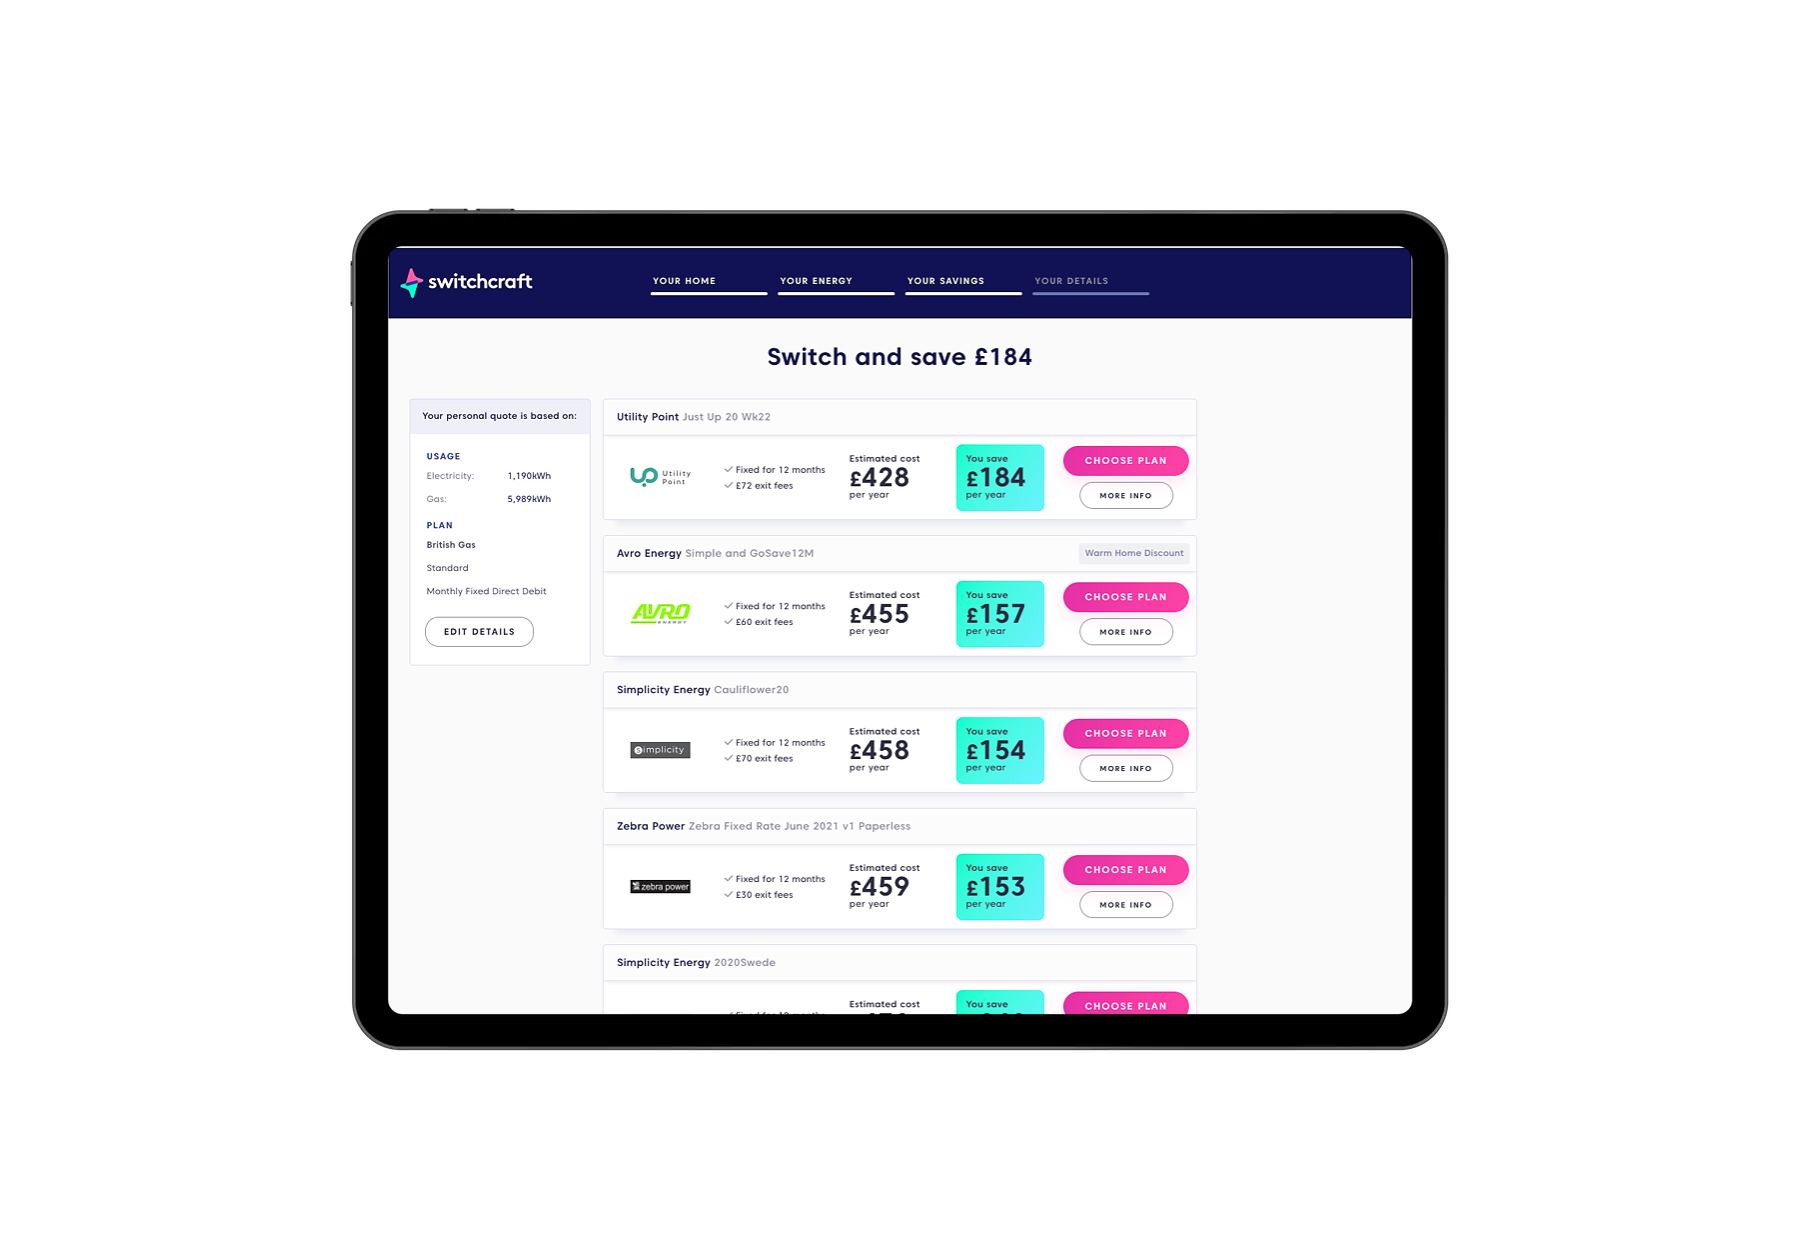 switchcraft
YOUR HOME
YOUR ENERGY
YOUR SAVINGS
YOUR DETAILS
Switch and save £184
Your personal quote is based on:
USAGE
Electricity: 1,190kWh
Gas: 5,989kWh
PLAN
British Gas
Standard
Monthly Fixed Direct Debit
EDIT DETAILS
Utility Point Just Up 20 Wk22
Utility
Point
Fixed for 12 months
£72 exit fees
Estimated cost
£428
per year
You save
£184
per year
CHOOSE PLAN
MORE INFO
Avro Energy Simple and GoSave12M
Warm Home Discount
AVRO
ENERGY
Fixed for 12 months
£60 exit fees
Estimated cost
£455
per year
You save
£157
per year
CHOOSE PLAN
MORE INFO
Simplicity Energy Cauliflower20
simplicity
Fixed for 12 months
£70 exit fees
Estimated cost
£458
per year
You save
£154
per year
CHOOSE PLAN
MORE INFO
Zebra Power Zebra Fixed Rate June 2021 v1 Paperless
zebra power
Fixed for 12 months
£30 exit fees
Estimated cost
£459
per year
You save
£153
per year
CHOOSE PLAN
MORE INFO
Simplicity Energy 2020Swede
Estimated cost
You save
CHOOSE PLAN